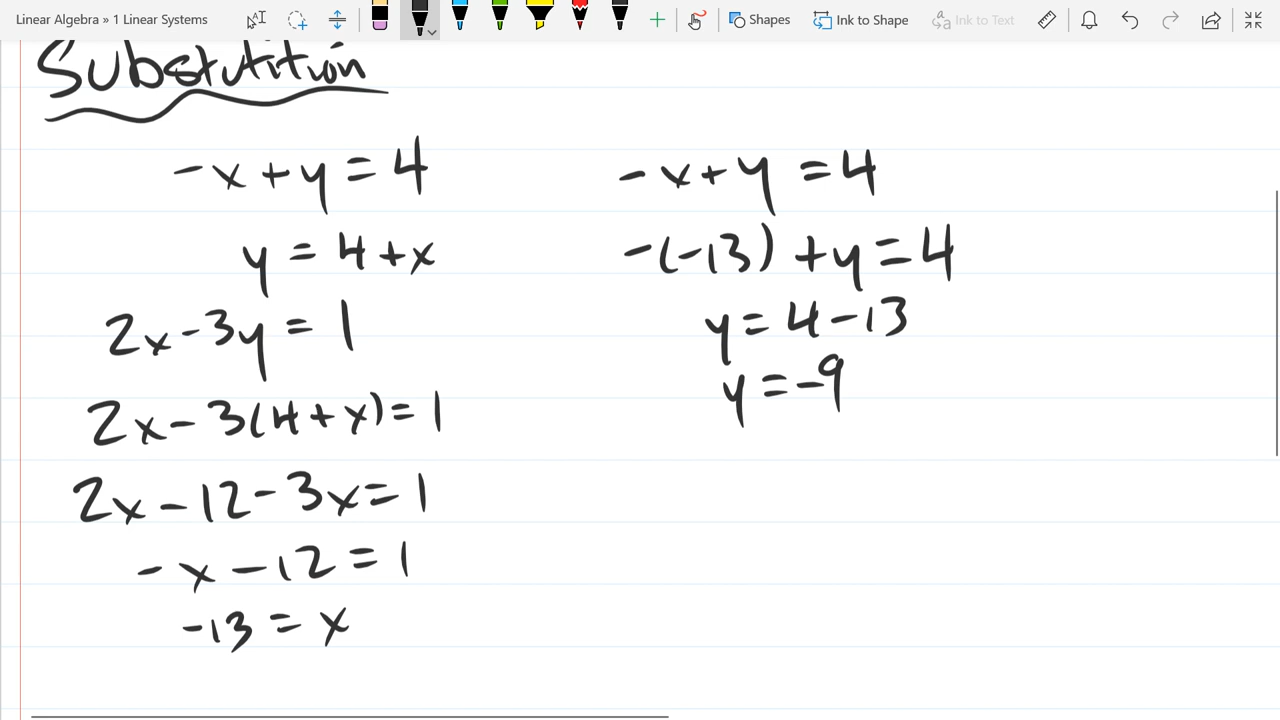 Linear Algebra » 1 Linear Systems
Shapes
Ink to Shape
Ink to Text
Substitution
-x+y=4
y=4+x
2x-3y=1
2x-3(4+x)=1
2x-12-3x=1
-x-12=1
-13=x
-x+y=4
-(-13)+y=4
y=4-13
y=-9